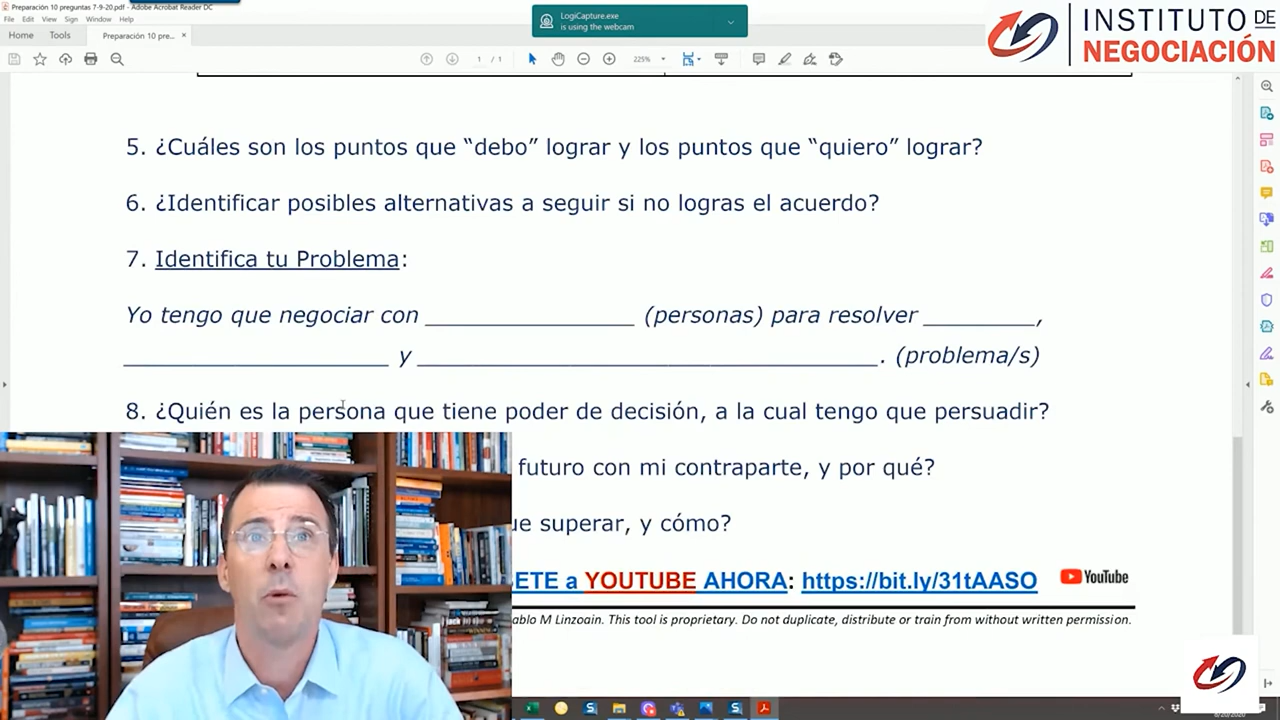 Preparación 10 preguntas 7-9-20.pdf - Adobe Acrobat Reader DC
File Edit View Sign Window Help
Home Tools Preparación 10 pre... ×
LogiCapture.exe
is using the webcam
INSTITUTO DE
NEGOCIACIÓN
1 / 1 225%
5. ¿Cuáles son los puntos que “debo” lograr y los puntos que “quiero” lograr?
6. ¿Identificar posibles alternativas a seguir si no logras el acuerdo?
7. Identifica tu Problema:
Yo tengo que negociar con _______________ (personas) para resolver ________,
___________________ y _________________________________. (problema/s)
8. ¿Quién es la persona que tiene poder de decisión, a la cual tengo que persuadir?
futuro con mi contraparte, y por qué?
ue superar, y cómo?
ETE a YOUTUBE AHORA: https://bit.ly/31tAASO YouTube
ablo M Linzoain. This tool is proprietary. Do not duplicate, distribute or train from without written permission.